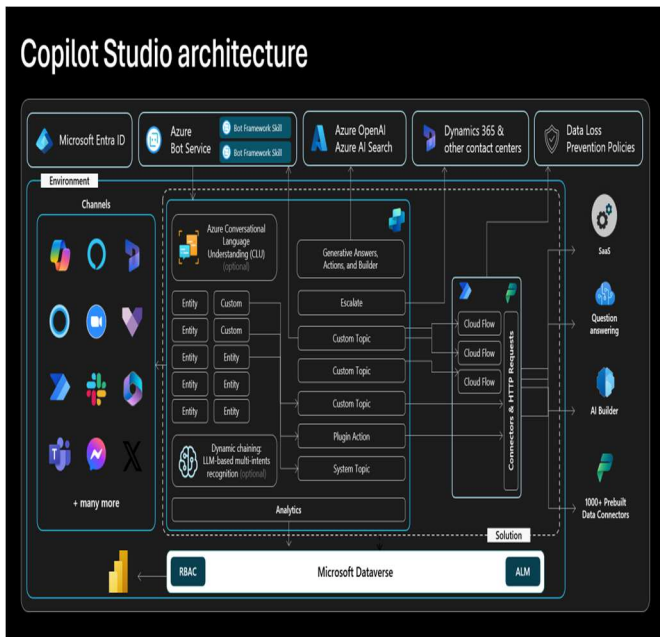 Copilot Studio architecture
Microsoft Entra ID
Azure
Bot Service
Bot Framework Skill
Bot Framework Skill
Azure OpenAI
Azure AI Search
Dynamics 365 &
other contact centers
Data Loss
Prevention Policies
Environment
Channels
+ many more
Azure Conversational
Language
Understanding (CLU)
(optional)
Entity
Custom
Entity
Custom
Entity
Entity
Entity
Entity
Entity
Entity
Dynamic chaining:
LLM-based multi-intents
recognition (optional)
Generative Answers,
Actions, and Builder
Escalate
Custom Topic
Custom Topic
Custom Topic
Plugin Action
System Topic
Analytics
Cloud Flow
Cloud Flow
Cloud Flow
Connectors & HTTP Requests
Solution
SaaS
Question
answering
AI Builder
1000+ Prebuilt
Data Connectors
RBAC
Microsoft Dataverse
ALM